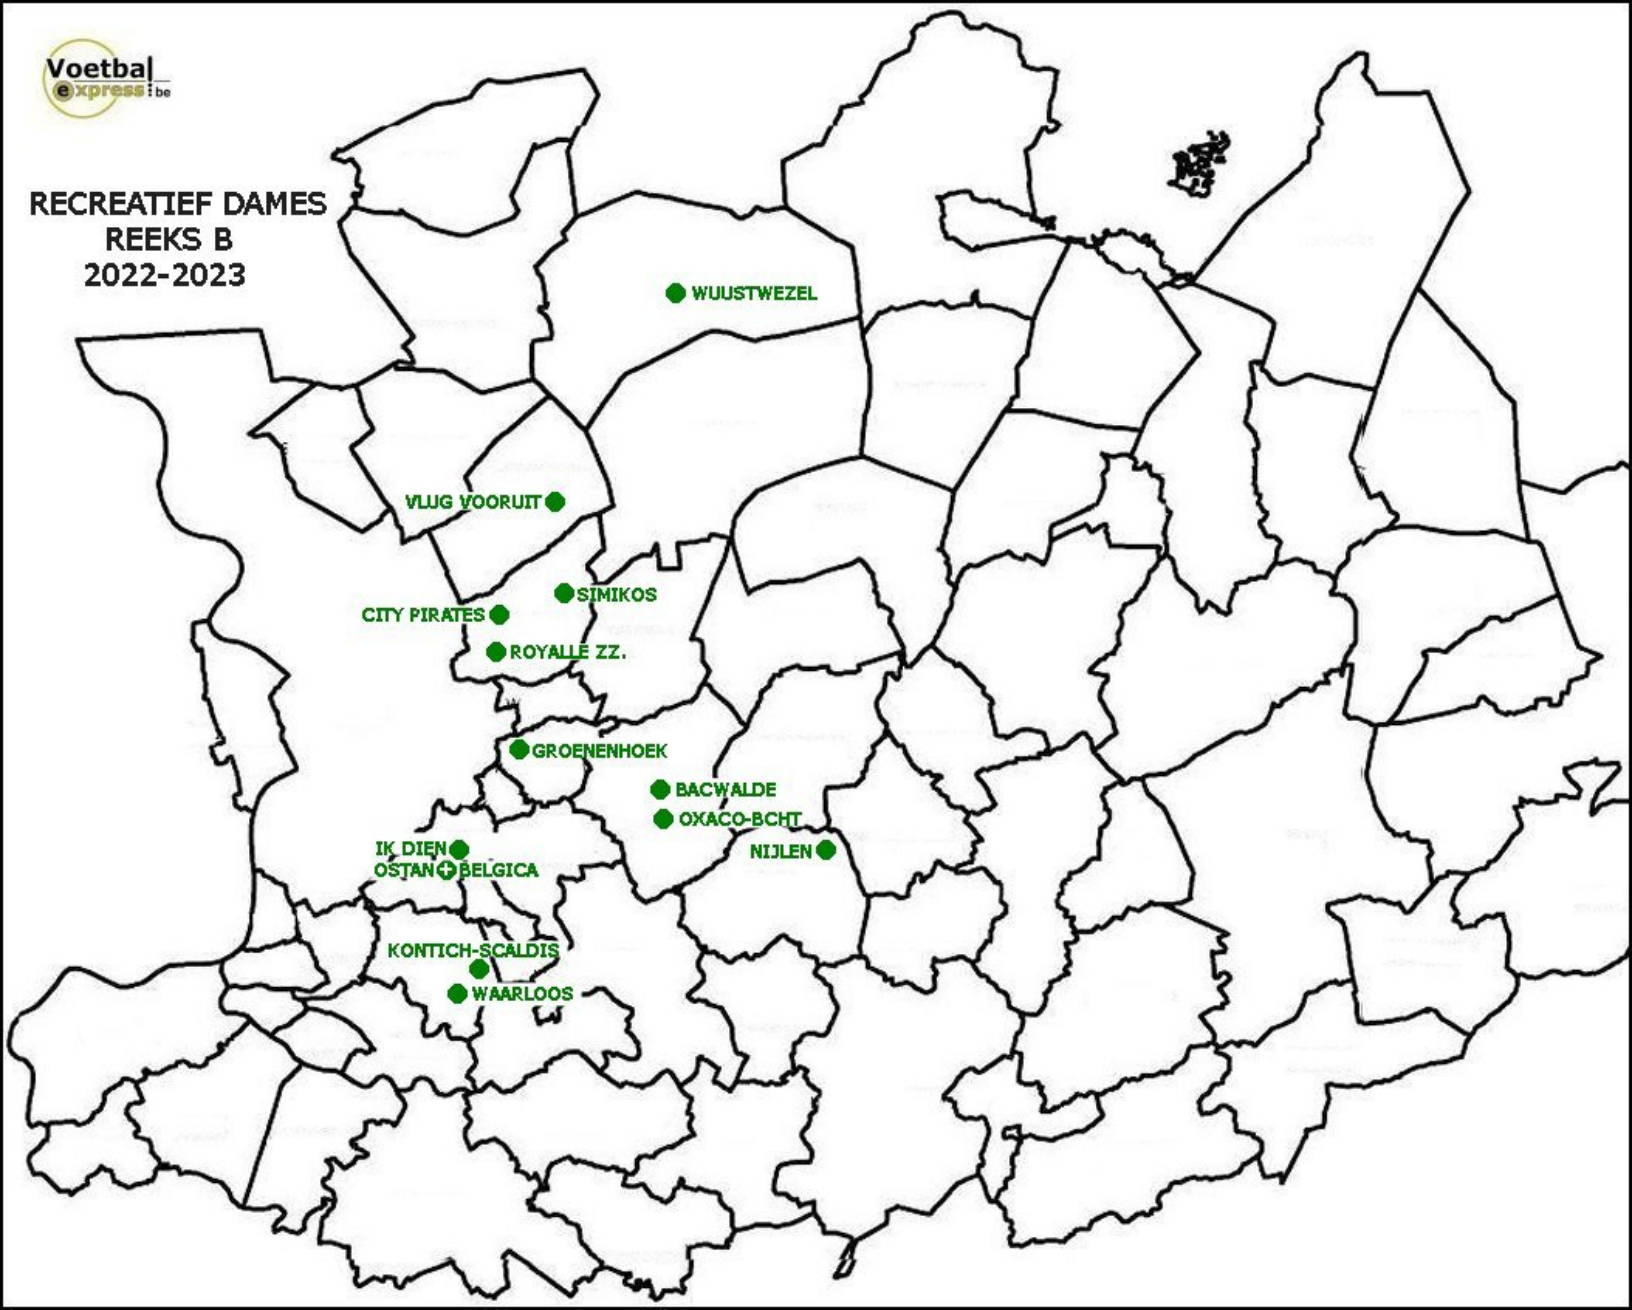 Voetbal
express.be
RECREATIEF DAMES
REEKS B
2022-2023
WUUSTWEZEL
VLUG VOORUIT
SIMIKOS
CITY PIRATES
ROYALLE ZZ.
GROENENHOEK
BACWALDE
OXACO-BCHT
IK DIEN
NIJLEN
OSTAN BELGICA
KONTICH-SCALDIS
WAARLOOS